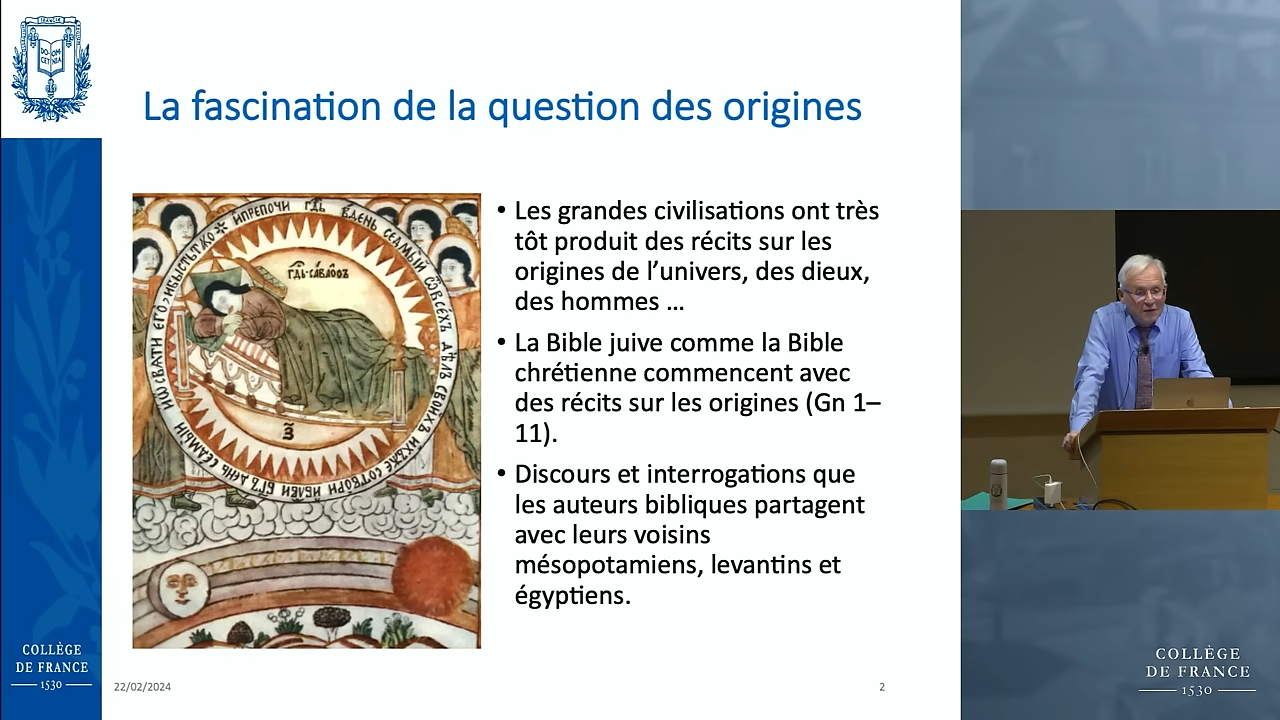 La fascination de la question des origines
ГДЬ·САВАОѲЪ
• Les grandes civilisations ont très
tôt produit des récits sur les
origines de l’univers, des dieux,
des hommes …
• La Bible juive comme la Bible
chrétienne commencent avec
des récits sur les origines (Gn 1–
11).
• Discours et interrogations que
les auteurs bibliques partagent
avec leurs voisins
mésopotamiens, levantins et
égyptiens.
COLLÈGE
DE FRANCE
1530
22/02/2024
2
COLLÈGE
DE FRANCE
1530